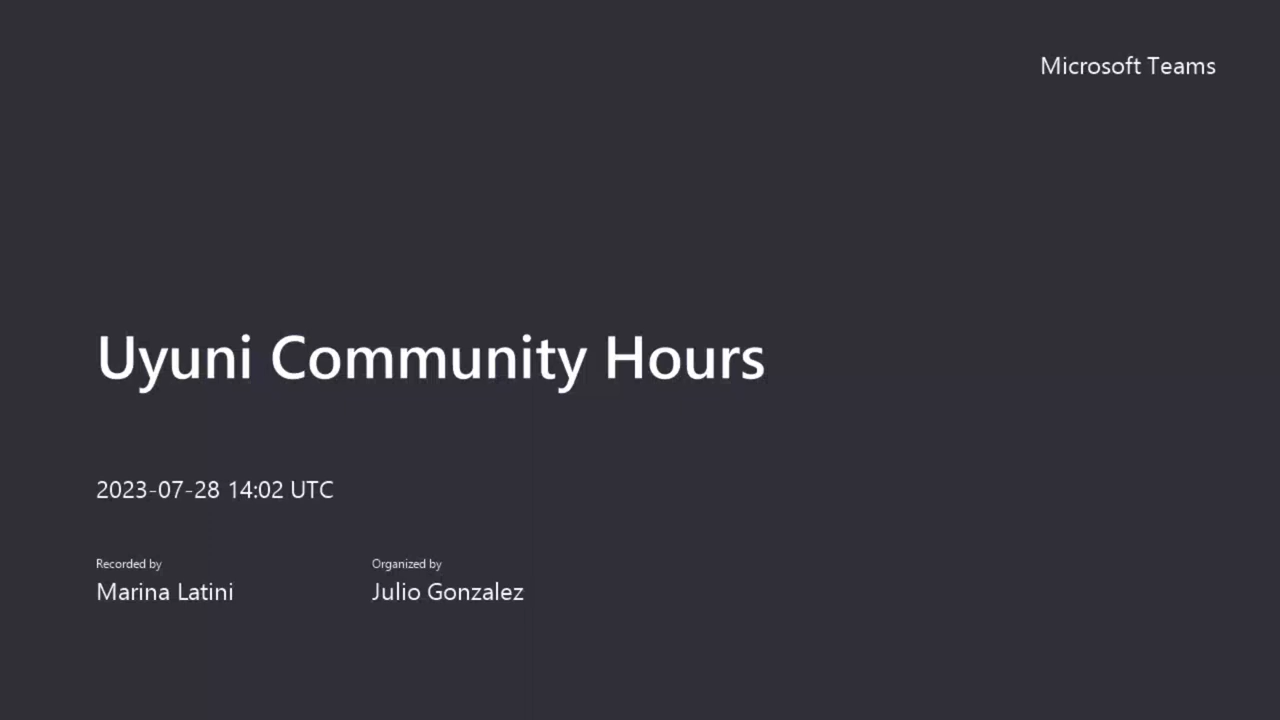 Microsoft Teams
Uyuni Community Hours
2023-07-28 14:02 UTC
Recorded by
Marina Latini
Organized by
Julio Gonzalez